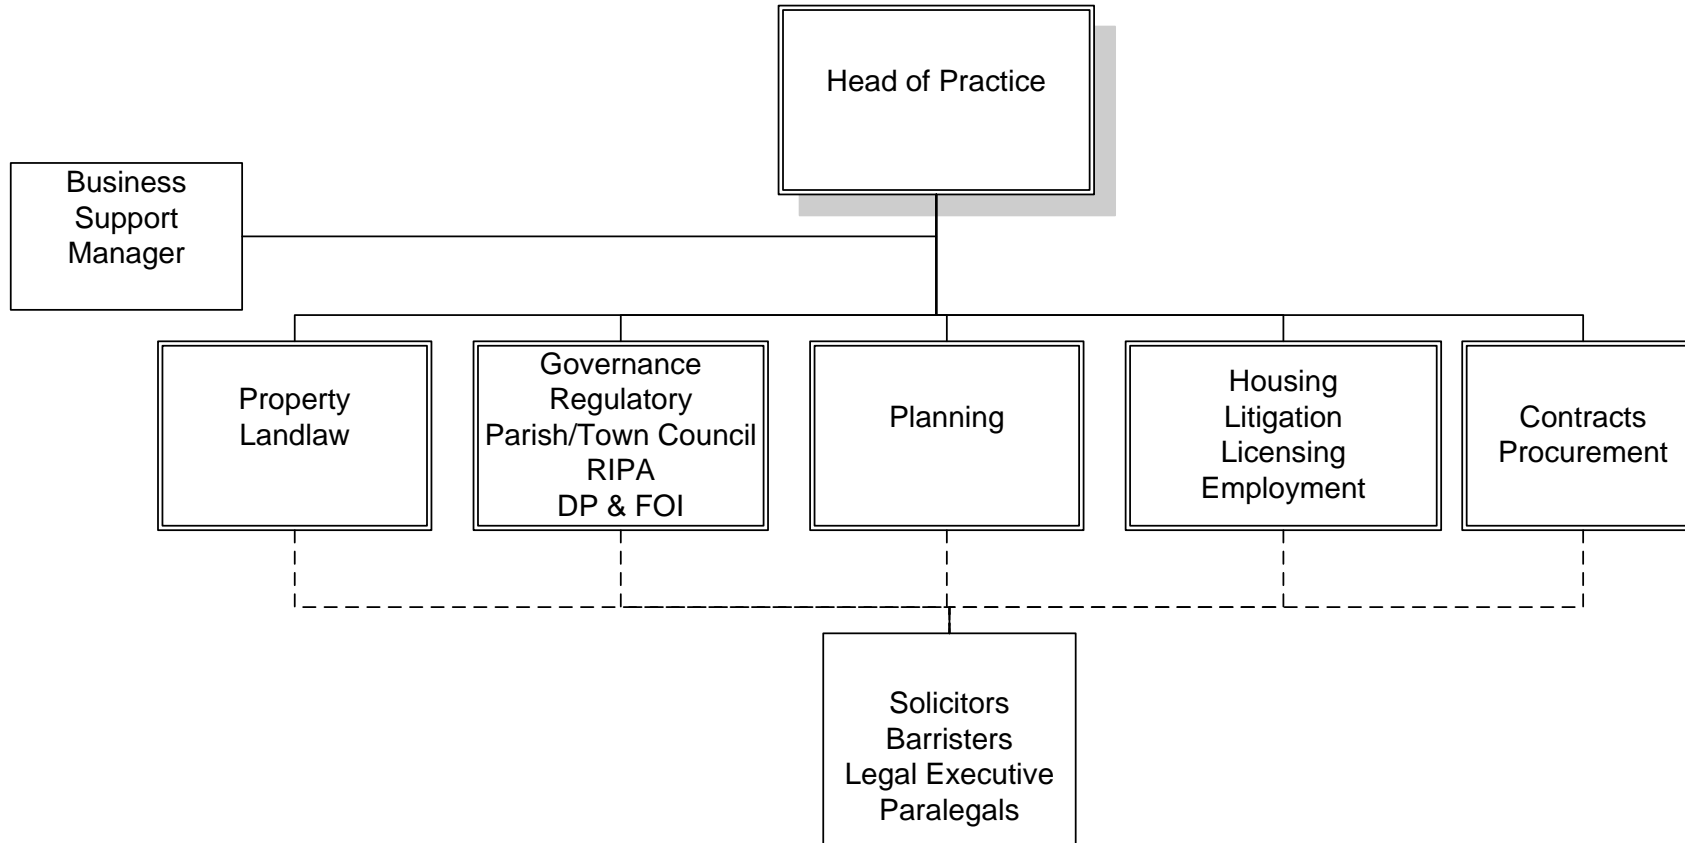 Head of Practice
Business
Support
Manager
Property
Landlaw
Governance
Regulatory
Parish/Town Council
RIPA
DP & FOI
Planning
Housing
Litigation
Licensing
Employment
Contracts
Procurement
Solicitors
Barristers
Legal Executive
Paralegals